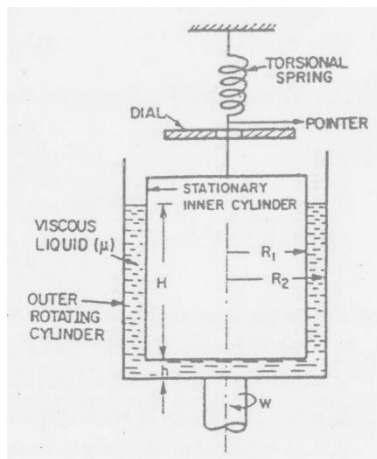 TORSIONAL
SPRING
DIAL
POINTER
STATIONARY
INNER CYLINDER
VISCOUS
LIQUID (μ)
H
R₁
R₂
OUTER
ROTATING
CYLINDER
h
W